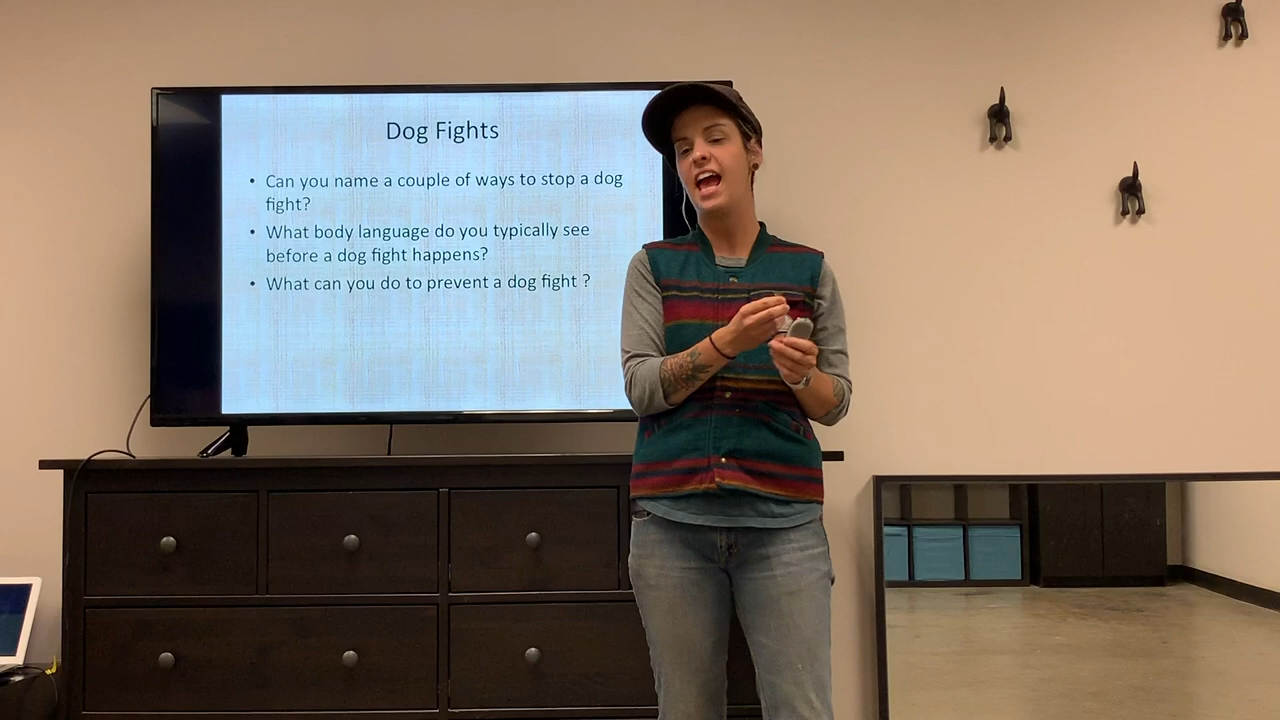 Dog Fights
• Can you name a couple of ways to stop a dog
fight?
• What body language do you typically see
before a dog fight happens?
• What can you do to prevent a dog fight ?